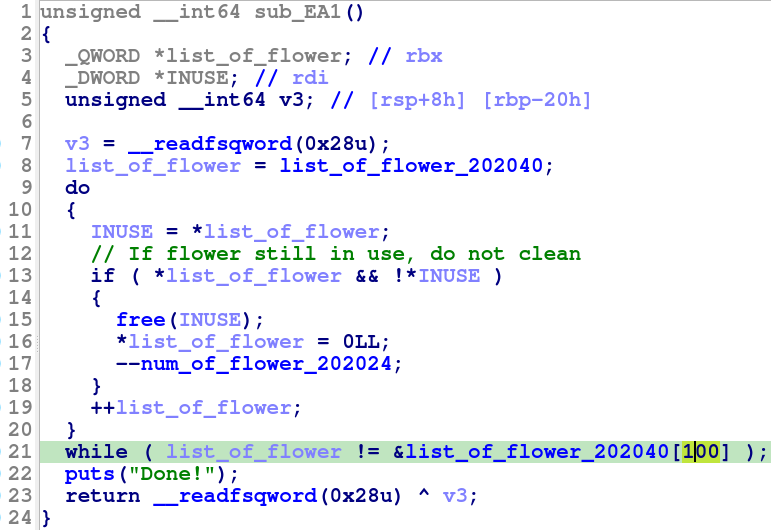 1 unsigned __int64 sub_EA1()
2 {
3   _QWORD *list_of_flower; // rbx
4   _DWORD *INUSE; // rdi
5   unsigned __int64 v3; // [rsp+8h] [rbp-20h]
6
7   v3 = __readfsqword(0x28u);
8   list_of_flower = list_of_flower_202040;
9   do
10   {
11     INUSE = *list_of_flower;
12     // If flower still in use, do not clean
13     if ( *list_of_flower && !*INUSE )
14     {
15       free(INUSE);
16       *list_of_flower = 0LL;
17       --num_of_flower_202024;
18     }
19     ++list_of_flower;
20   }
21   while ( list_of_flower != &list_of_flower_202040[100] );
22   puts("Done!");
23   return __readfsqword(0x28u) ^ v3;
24 }